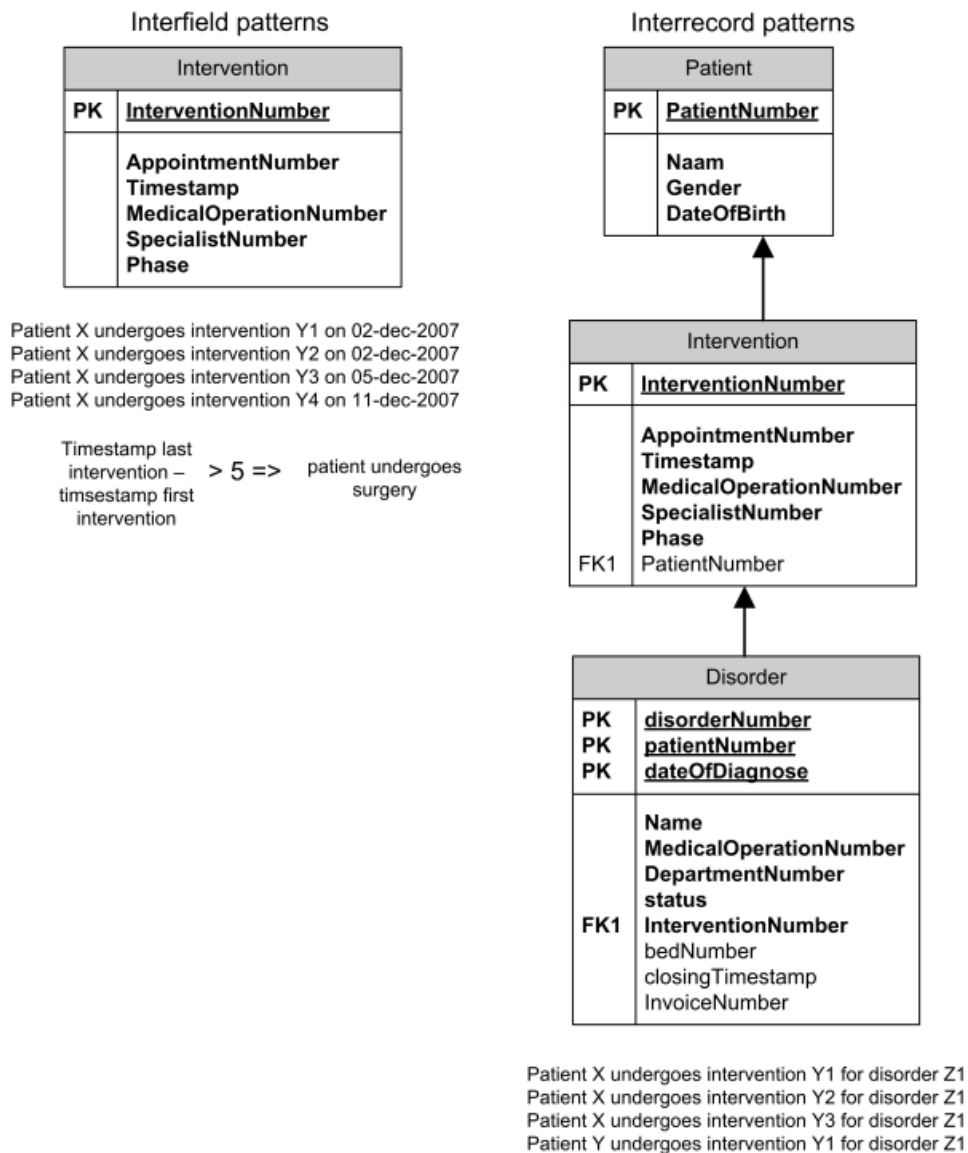 Interfield patterns
Intervention
PK InterventionNumber
AppointmentNumber
Timestamp
MedicalOperationNumber
SpecialistNumber
Phase
Patient X undergoes intervention Y1 on 02-dec-2007
Patient X undergoes intervention Y2 on 02-dec-2007
Patient X undergoes intervention Y3 on 05-dec-2007
Patient X undergoes intervention Y4 on 11-dec-2007
Timestamp last
intervention –
timsestamp first
intervention
> 5 =>
patient undergoes
surgery
Interrecord patterns
Patient
PK PatientNumber
Naam
Gender
DateOfBirth
Intervention
PK InterventionNumber
AppointmentNumber
Timestamp
MedicalOperationNumber
SpecialistNumber
Phase
FK1 PatientNumber
Disorder
PK disorderNumber
PK patientNumber
PK dateOfDiagnose
Name
MedicalOperationNumber
DepartmentNumber
status
FK1 InterventionNumber
bedNumber
closingTimestamp
InvoiceNumber
Patient X undergoes intervention Y1 for disorder Z1
Patient X undergoes intervention Y2 for disorder Z1
Patient X undergoes intervention Y3 for disorder Z1
Patient Y undergoes intervention Y1 for disorder Z1